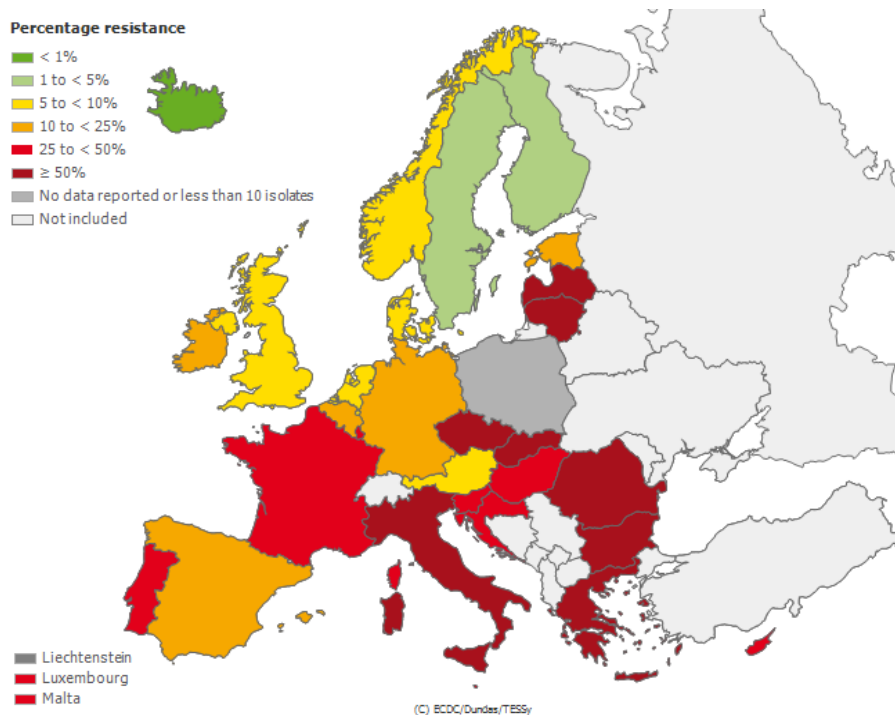 Percentage resistance
< 1%
1 to < 5%
5 to < 10%
10 to < 25%
25 to < 50%
≥ 50%
No data reported or less than 10 isolates
Not included
Liechtenstein
Luxembourg
Malta
(C) ECDC/Dundas/TESSy